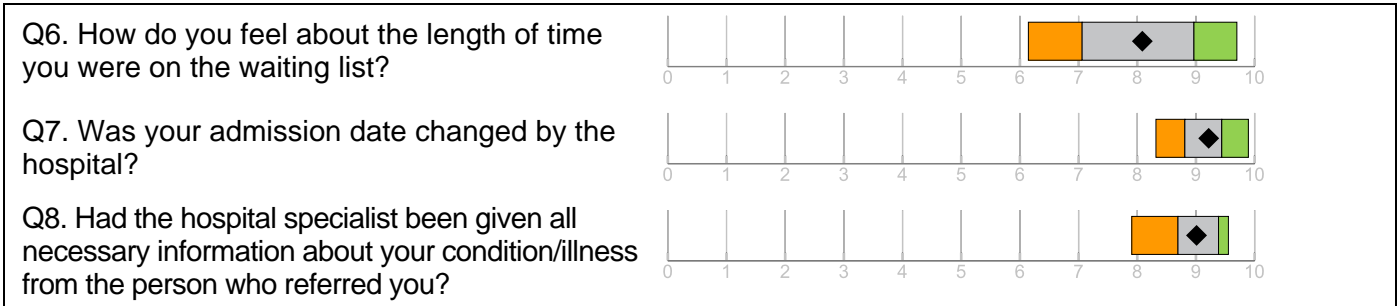 Q6. How do you feel about the length of time
you were on the waiting list?
0 1 2 3 4 5 6 7 8 9 10
Q7. Was your admission date changed by the
hospital?
0 1 2 3 4 5 6 7 8 9 10
Q8. Had the hospital specialist been given all
necessary information about your condition/illness
from the person who referred you?
0 1 2 3 4 5 6 7 8 9 10